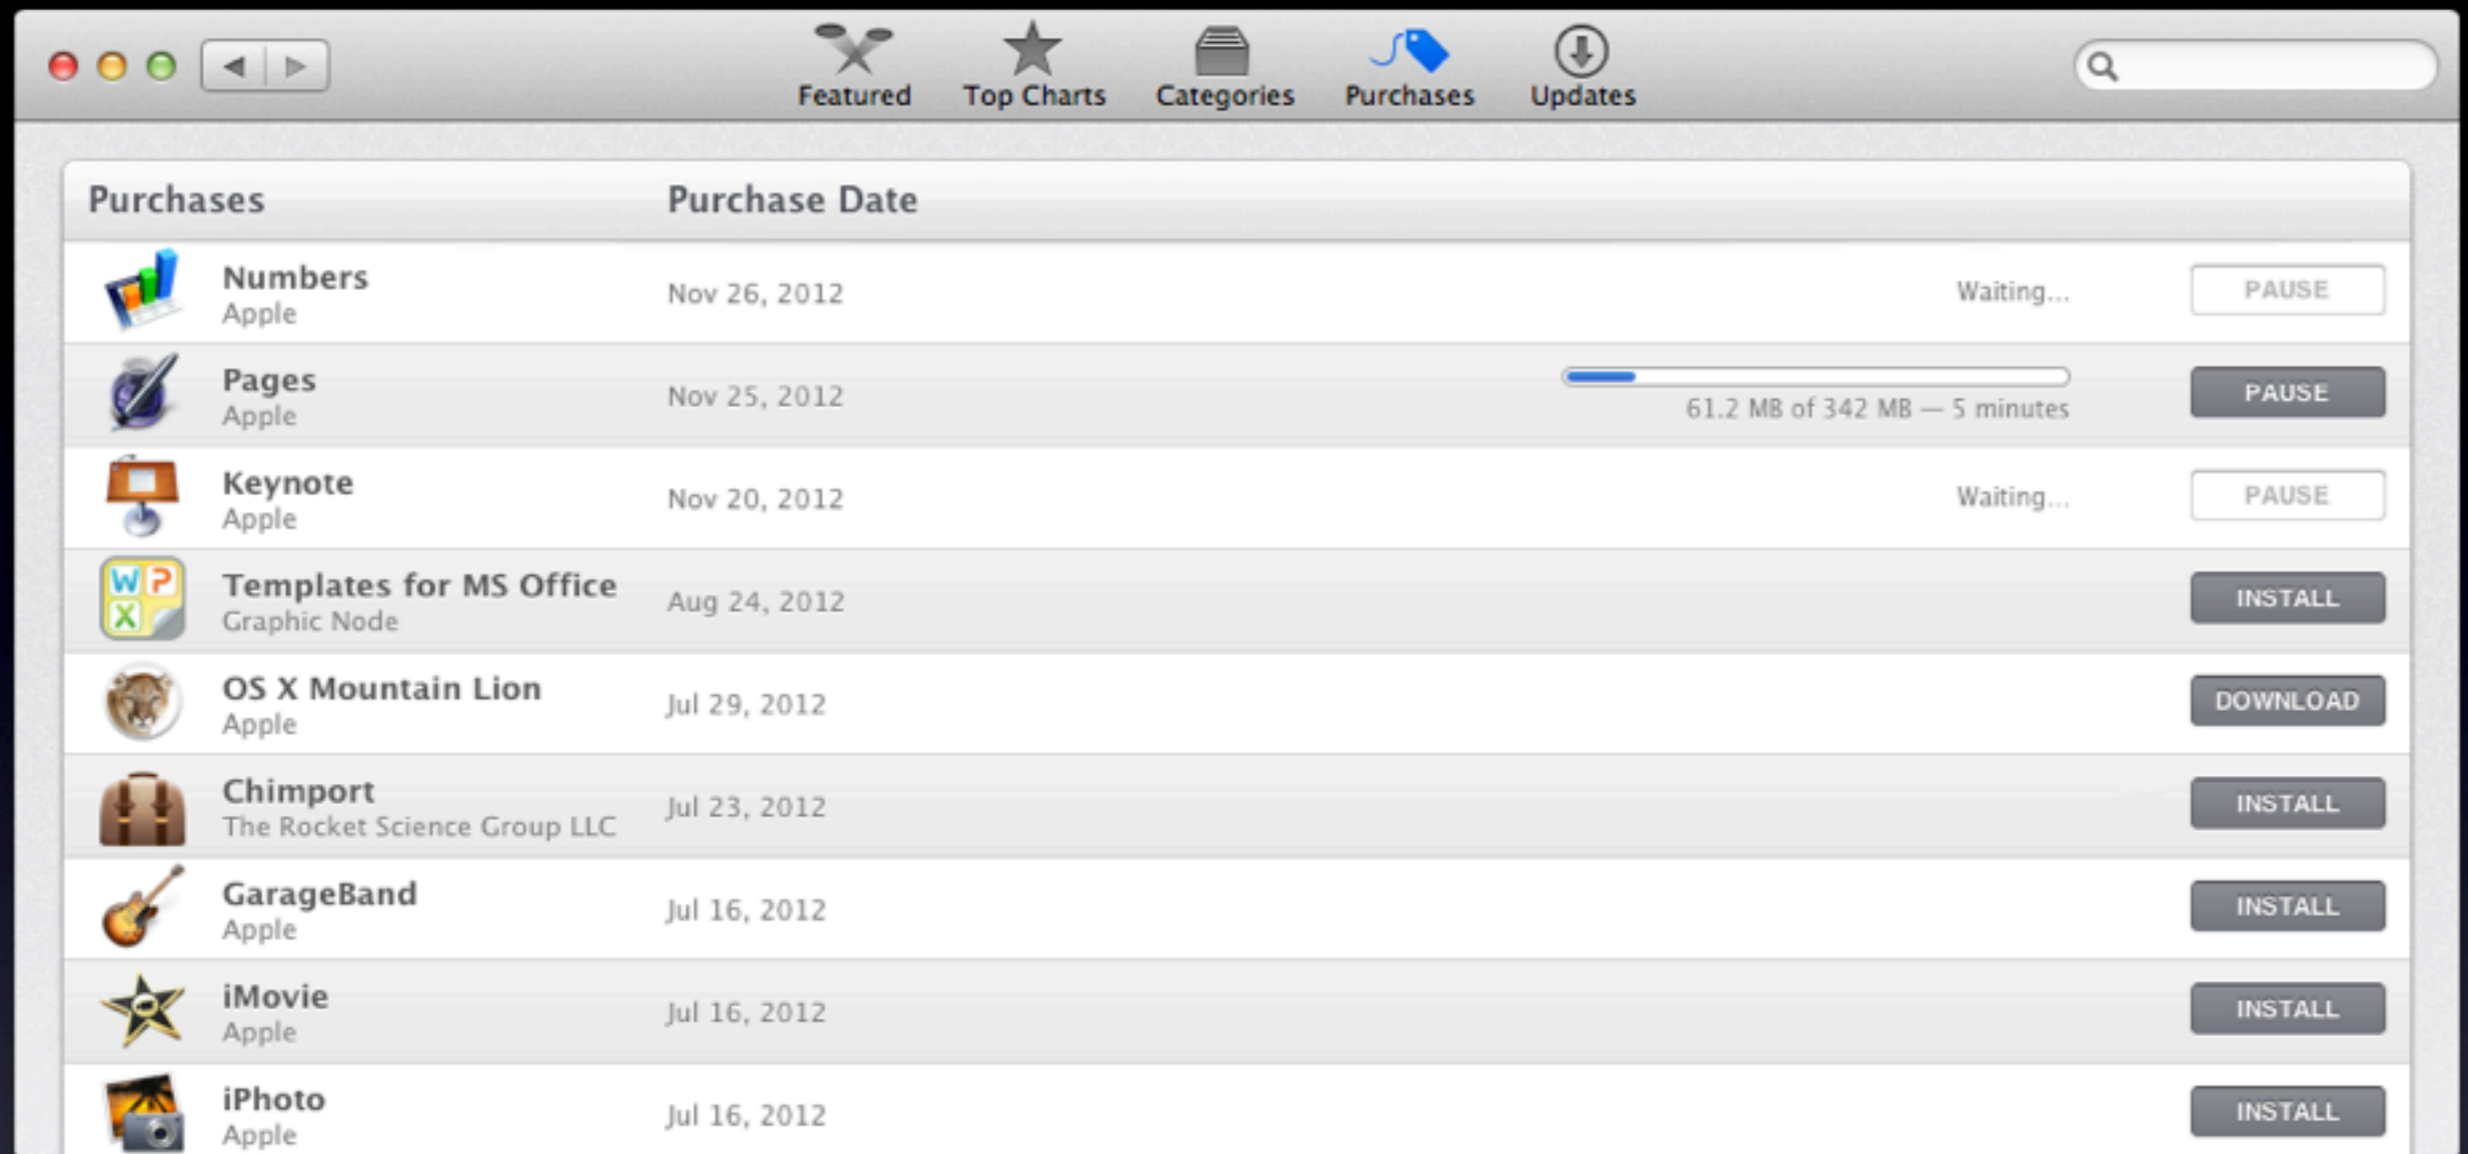 Featured Top Charts Categories Purchases Updates
Purchases Purchase Date
Numbers
Apple
Nov 26, 2012
Waiting...
PAUSE
Pages
Apple
Nov 25, 2012
61.2 MB of 342 MB — 5 minutes
PAUSE
Keynote
Apple
Nov 20, 2012
Waiting...
PAUSE
W P
X
Templates for MS Office
Graphic Node
Aug 24, 2012
INSTALL
OS X Mountain Lion
Apple
Jul 29, 2012
DOWNLOAD
Chimport
The Rocket Science Group LLC
Jul 23, 2012
INSTALL
GarageBand
Apple
Jul 16, 2012
INSTALL
iMovie
Apple
Jul 16, 2012
INSTALL
iPhoto
Apple
Jul 16, 2012
INSTALL